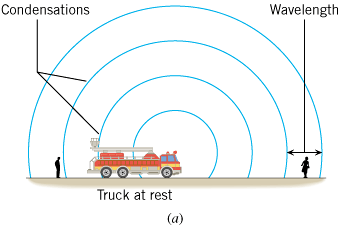 Condensations
Wavelength
Truck at rest
(a)